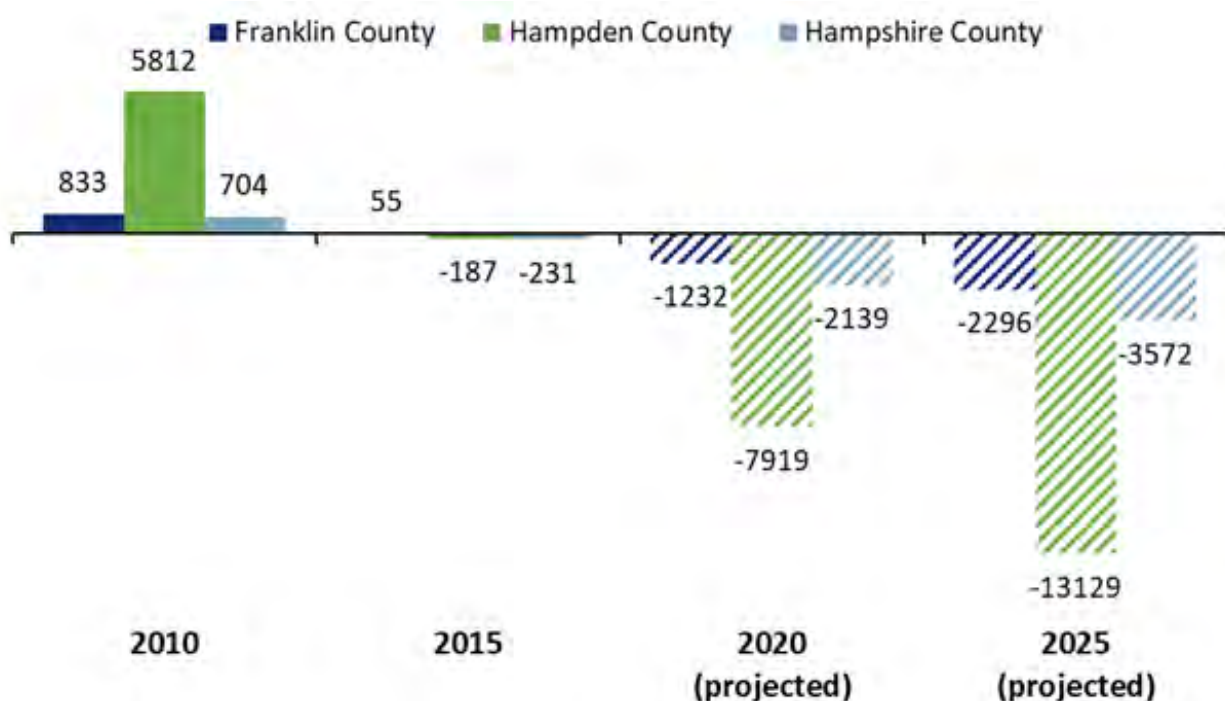 Franklin County Hampden County Hampshire County
5812
833 704 55
-187 -231
-1232 -2139 -2296
-3572
-7919
-13129
2010 2015 2020 2025
(projected) (projected)